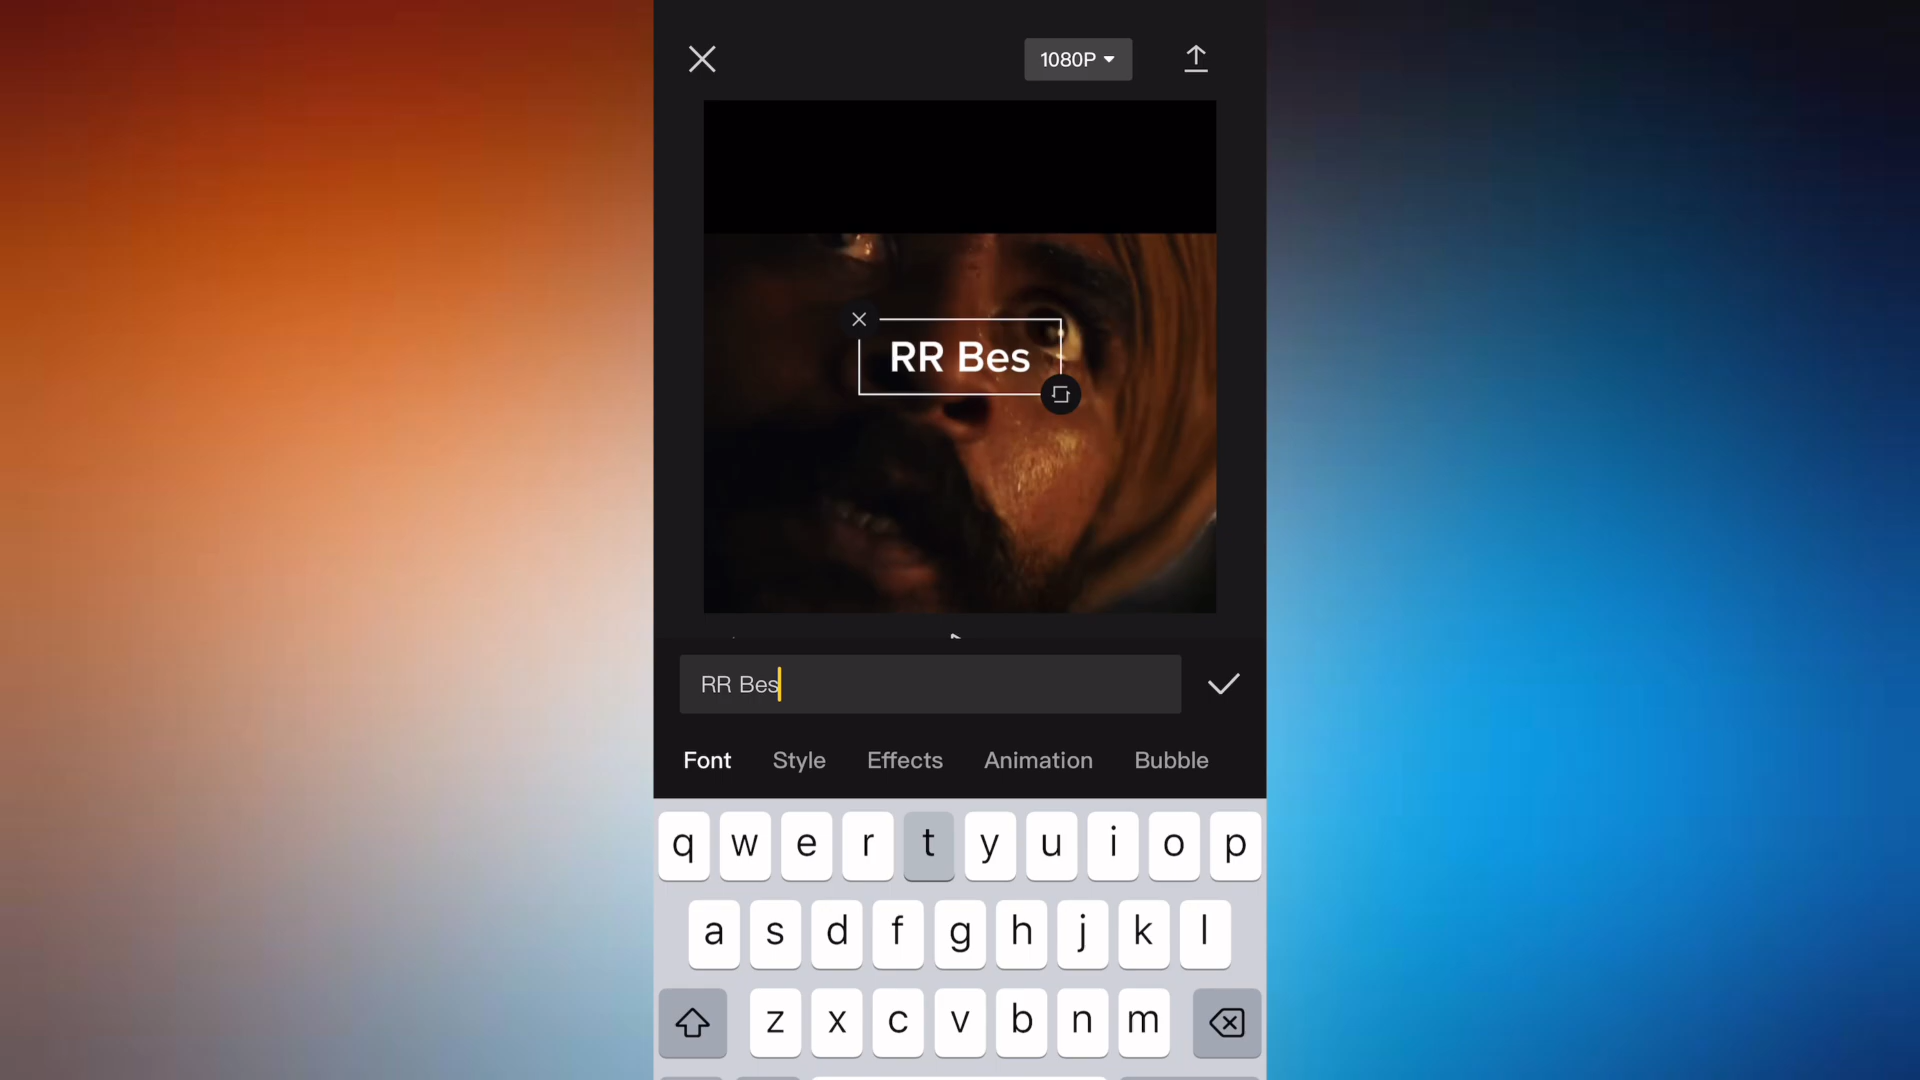 1080P
RR Bes
RR Bes
Font Style Effects Animation Bubble
q w e r t y u i o p
a s d f g h j k l
z x c v b n m